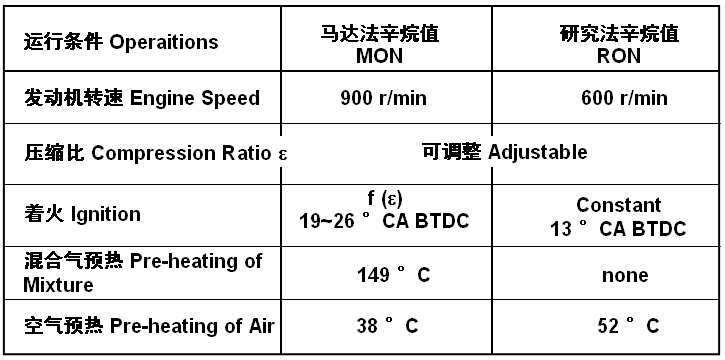 运行条件 Operaitions
马达法辛烷值
MON
研究法辛烷值
RON
发动机转速 Engine Speed
900 r/min
600 r/min
压缩比 Compression Ratio ε
可调整 Adjustable
着火 Ignition
f (ε)
19~26 ° CA BTDC
Constant
13 ° CA BTDC
混合气预热 Pre-heating of
Mixture
149 ° C
none
空气预热 Pre-heating of Air
38 ° C
52 ° C